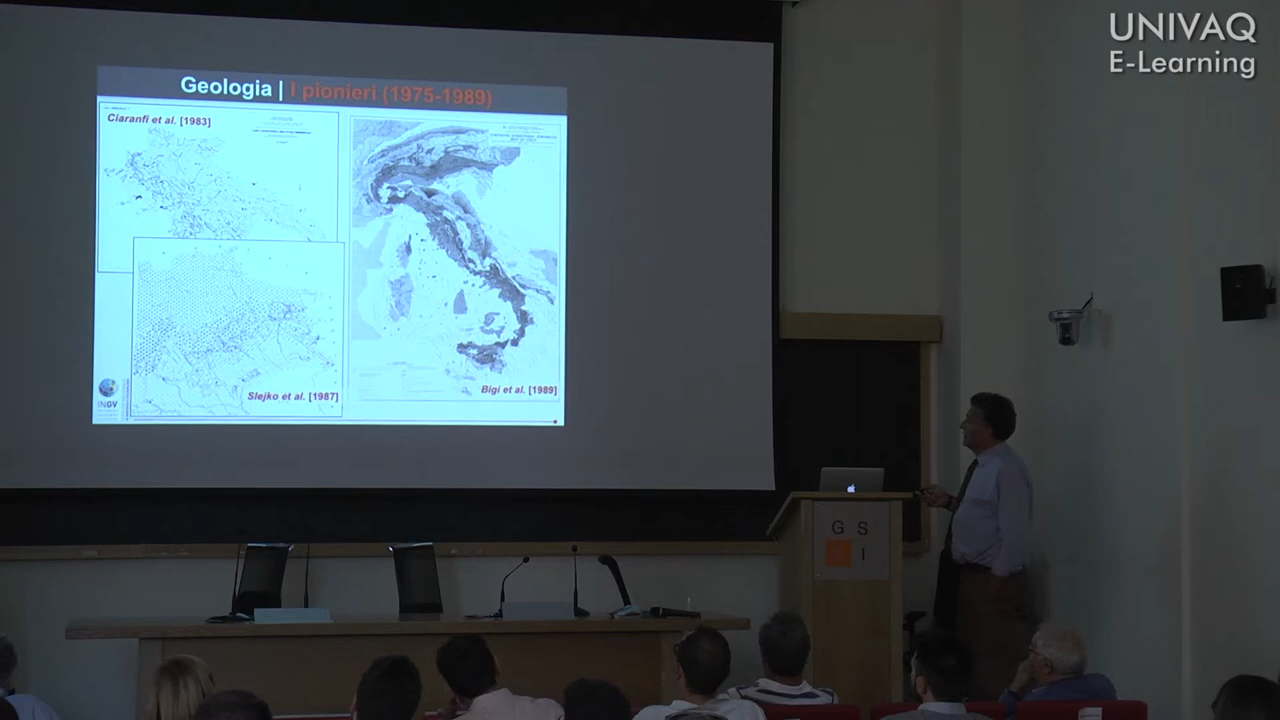 UNIVAQ
E-Learning
Geologia | I pionieri (1975-1989)
Ciaranfi et al. [1983]
Slejko et al. [1987]
Bigi et al. [1989]
INGV
G S
I